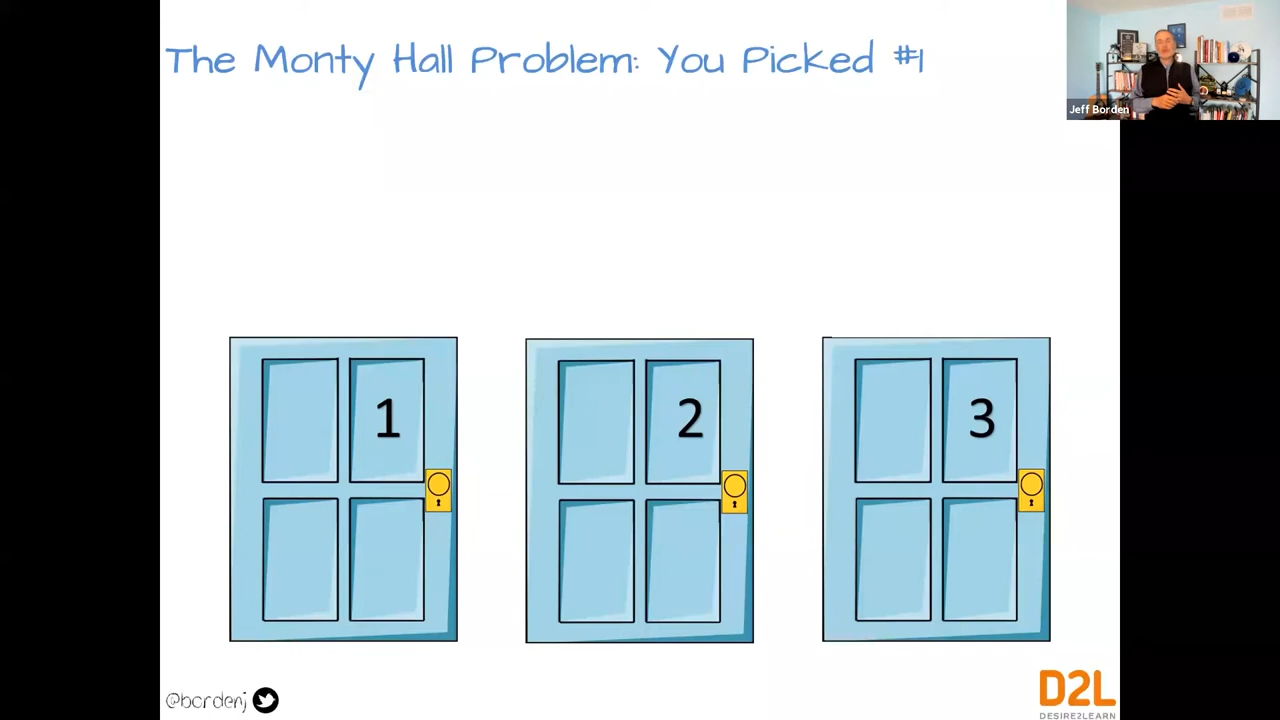 The Monty Hall Problem: You Picked #1
Jeff Borden
1
2
3
@bordenj
D2L
DESIRE2LEARN